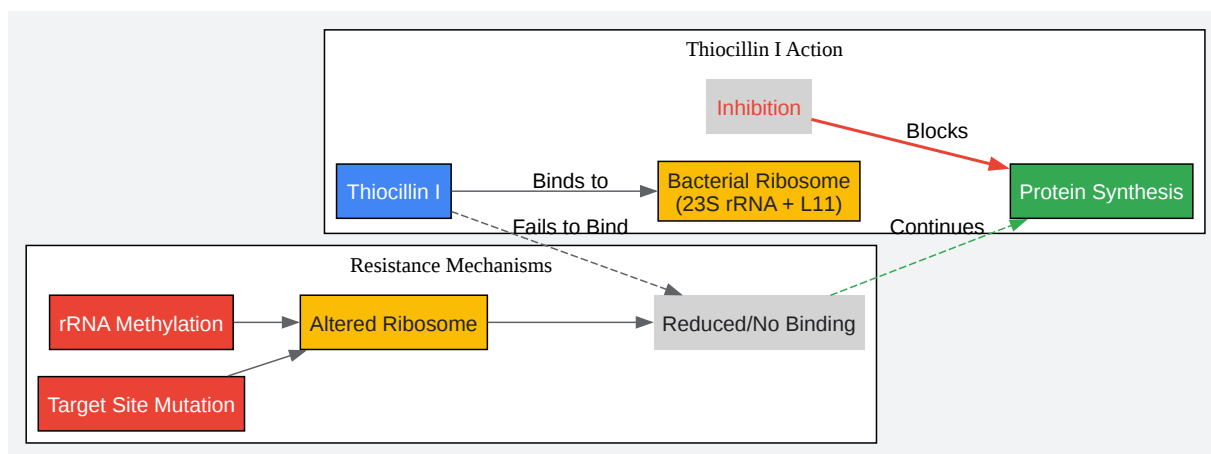 Thiocillin I Action
Inhibition
Blocks
Thiocillin I
Binds to
Bacterial Ribosome
(23S rRNA + L11)
Protein Synthesis
Fails to Bind
Continues
Resistance Mechanisms
rRNA Methylation
Altered Ribosome
Reduced/No Binding
Target Site Mutation